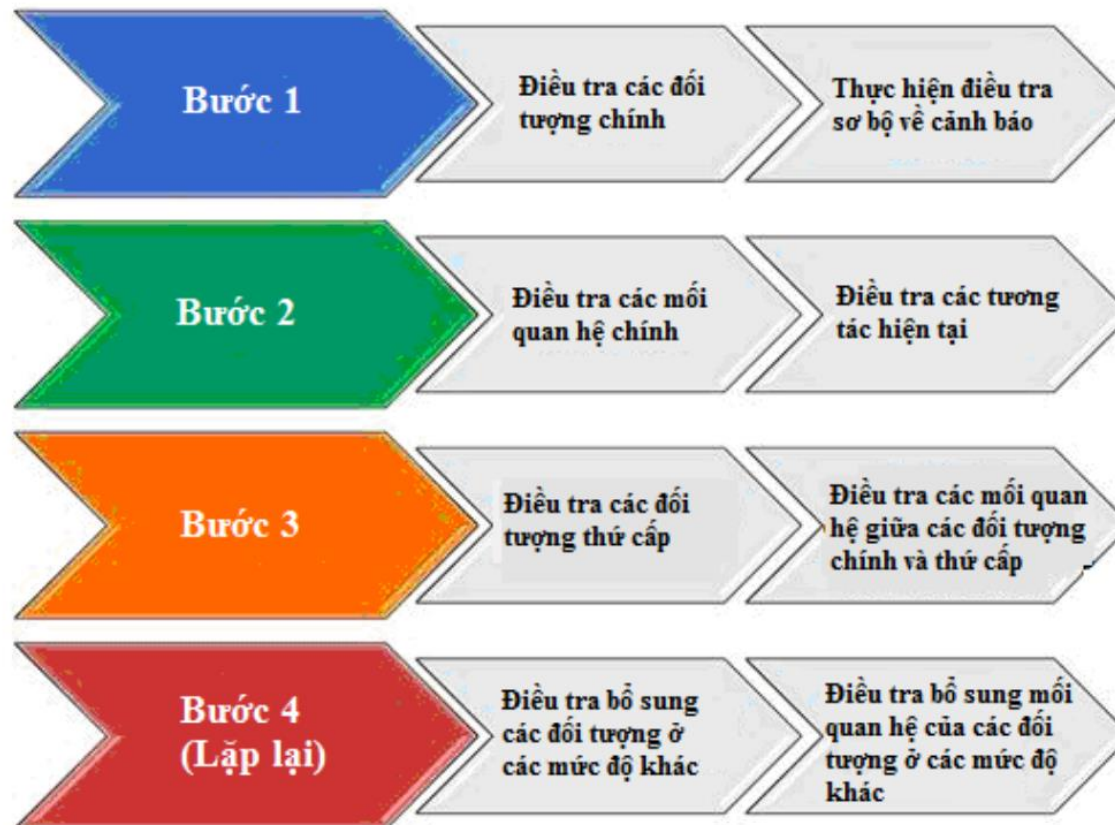 Bước 1
Điều tra các đối
tượng chính
Thực hiện điều tra
sơ bộ về cảnh báo
Bước 2
Điều tra các mối
quan hệ chính
Điều tra các tương
tác hiện tại
Bước 3
Điều tra các đối
tượng thứ cấp
Điều tra các mối quan
hệ giữa các đối tượng
chính và thứ cấp
Bước 4
(Lặp lại)
Điều tra bổ sung
các đối tượng ở
các mức độ khác
Điều tra bổ sung mối
quan hệ của các đối
tượng ở các mức độ
khác